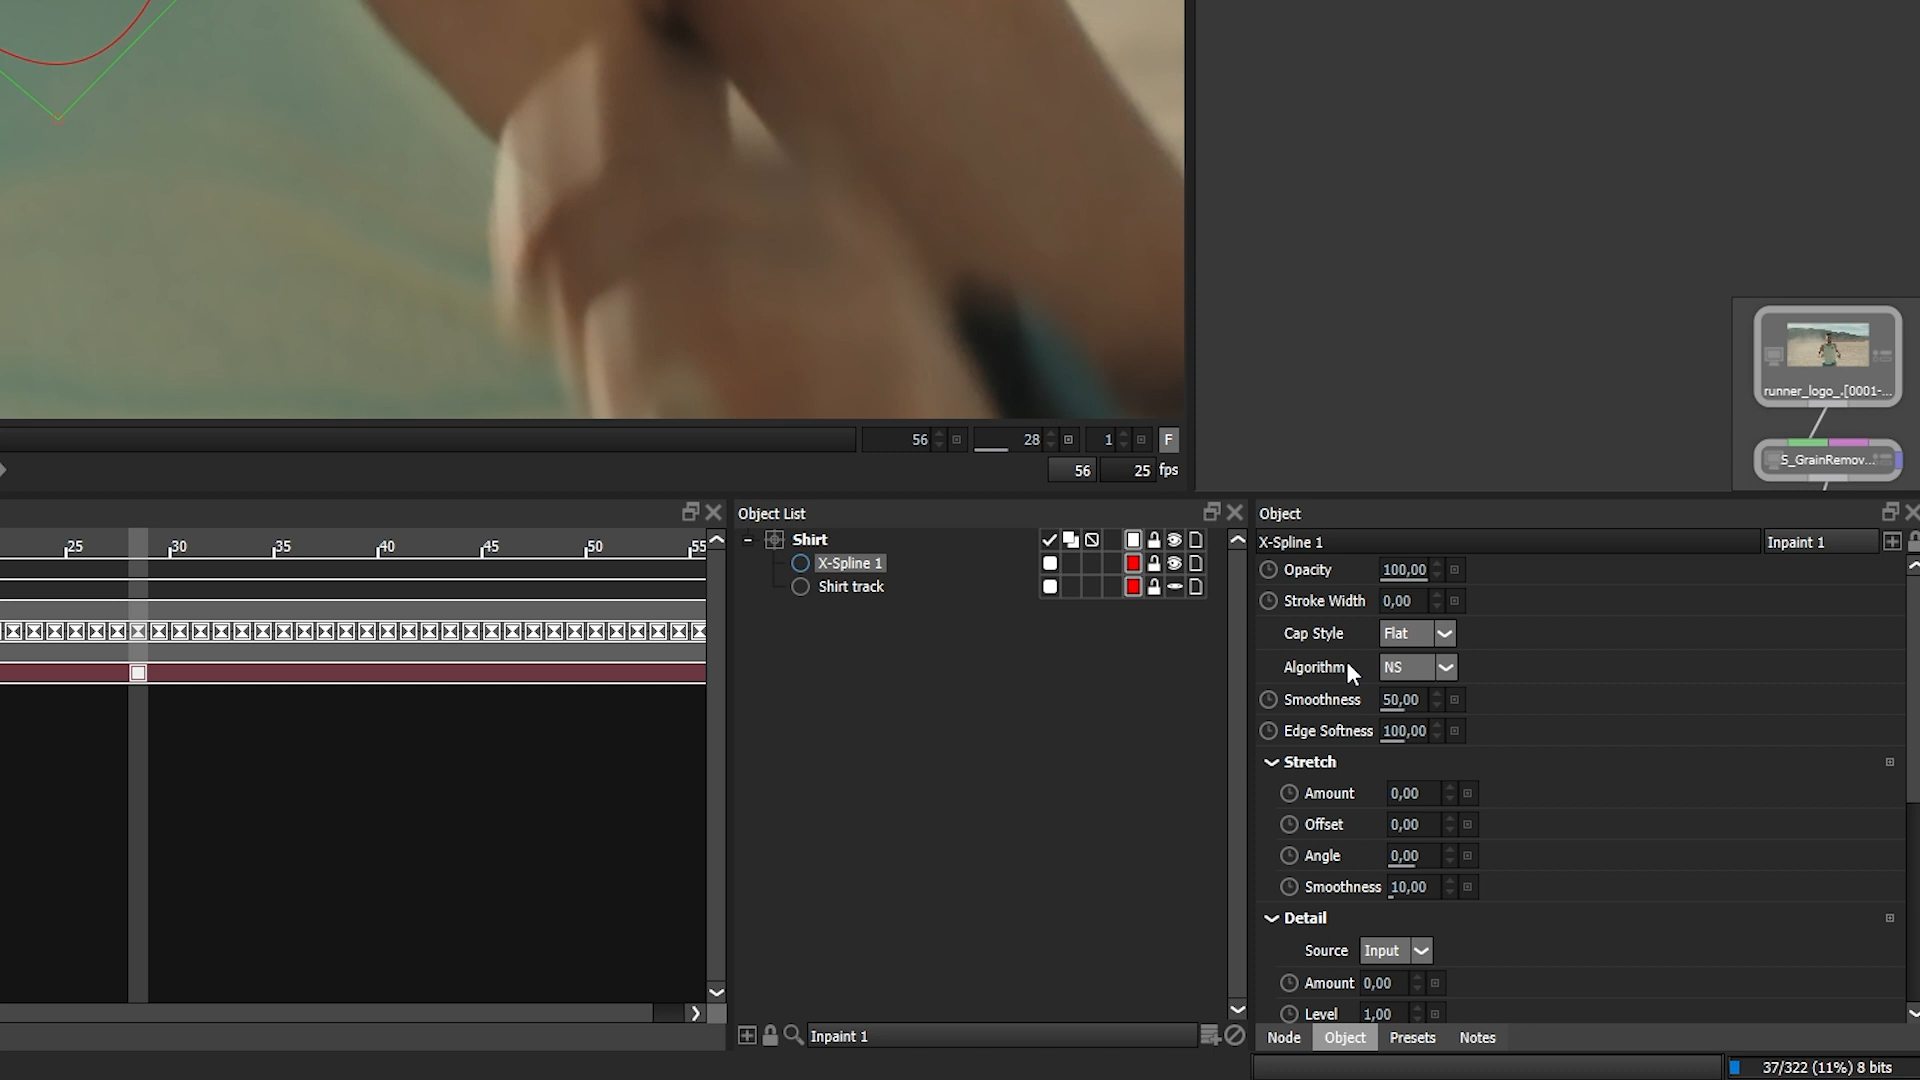 runner_logo_.[0001-...
S_GrainRemov...
56 28 1 F
56 25 fps
25 30 35 40 45 50 55
Object List
Shirt
X-Spline 1
Shirt track
Inpaint 1
Object
X-Spline 1 Inpaint 1
Opacity 100,00
Stroke Width 0,00
Cap Style Flat
Algorithm NS
Smoothness 50,00
Edge Softness 100,00
Stretch
Amount 0,00
Offset 0,00
Angle 0,00
Smoothness 10,00
Detail
Source Input
Amount 0,00
Level 1,00
Node Object Presets Notes
37/322 (11%) 8 bits